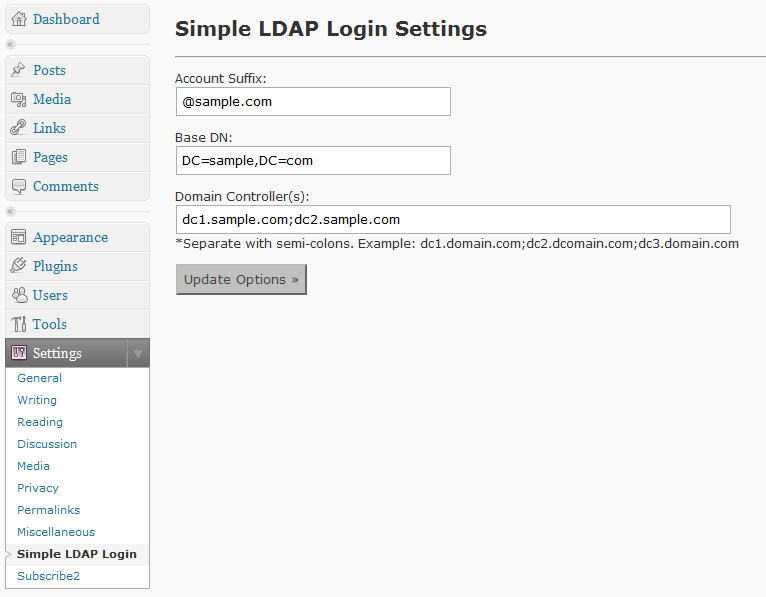 Dashboard
Posts
Media
Links
Pages
Comments
Appearance
Plugins
Users
Tools
Settings
General
Writing
Reading
Discussion
Media
Privacy
Permalinks
Miscellaneous
Simple LDAP Login
Subscribe2
Simple LDAP Login Settings
Account Suffix:
@sample.com
Base DN:
DC=sample,DC=com
Domain Controller(s):
dc1.sample.com;dc2.sample.com
*Separate with semi-colons. Example: dc1.domain.com;dc2.dcomain.com;dc3.domain.com
Update Options »